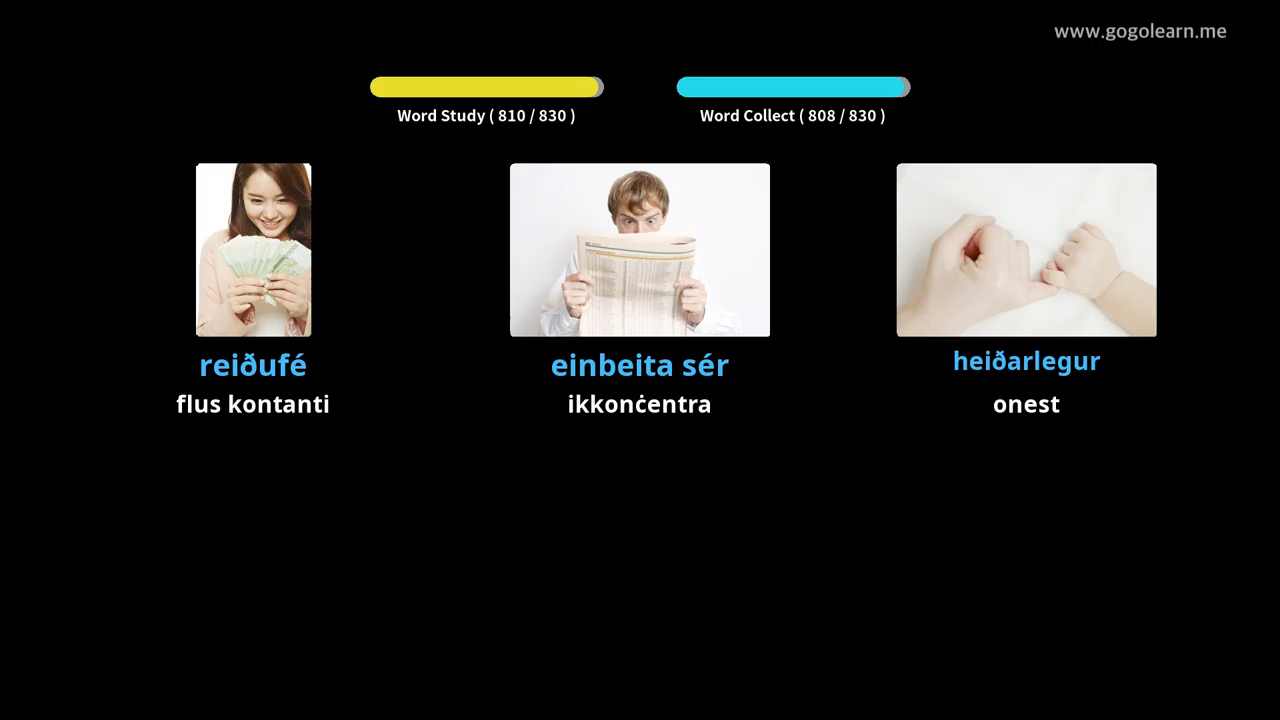 www.gogolearn.me
Word Study ( 810 / 830 )
Word Collect ( 808 / 830 )
reiðufé
einbeita sér
heiðarlegur
flus kontanti
ikkonċentra
onest